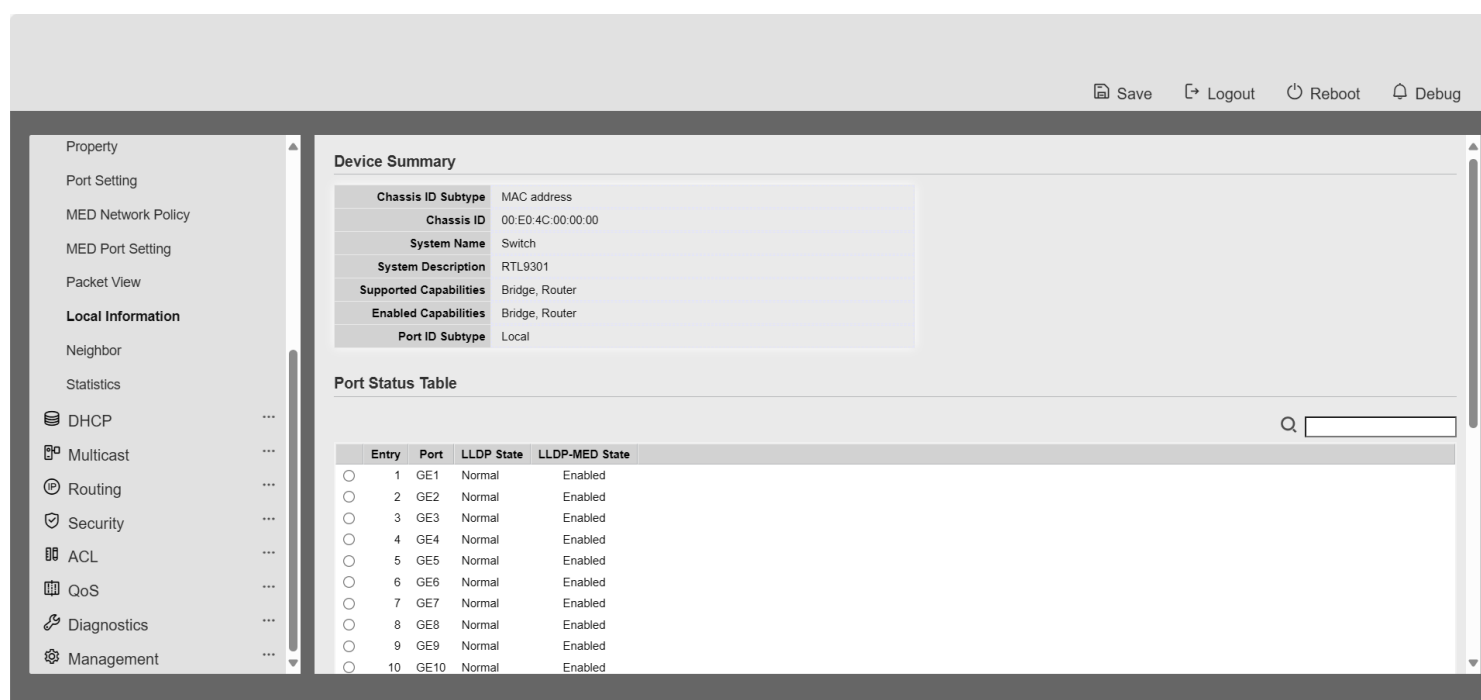 Save Logout Reboot Debug
Property
Port Setting
MED Network Policy
MED Port Setting
Packet View
Local Information
Neighbor
Statistics
DHCP ...
Multicast ...
IP Routing ...
Security ...
ACL ...
QoS ...
Diagnostics ...
Management ...
Device Summary
Chassis ID Subtype MAC address
Chassis ID 00:E0:4C:00:00:00
System Name Switch
System Description RTL9301
Supported Capabilities Bridge, Router
Enabled Capabilities Bridge, Router
Port ID Subtype Local
Port Status Table
Entry Port LLDP State LLDP-MED State
1 GE1 Normal Enabled
2 GE2 Normal Enabled
3 GE3 Normal Enabled
4 GE4 Normal Enabled
5 GE5 Normal Enabled
6 GE6 Normal Enabled
7 GE7 Normal Enabled
8 GE8 Normal Enabled
9 GE9 Normal Enabled
10 GE10 Normal Enabled